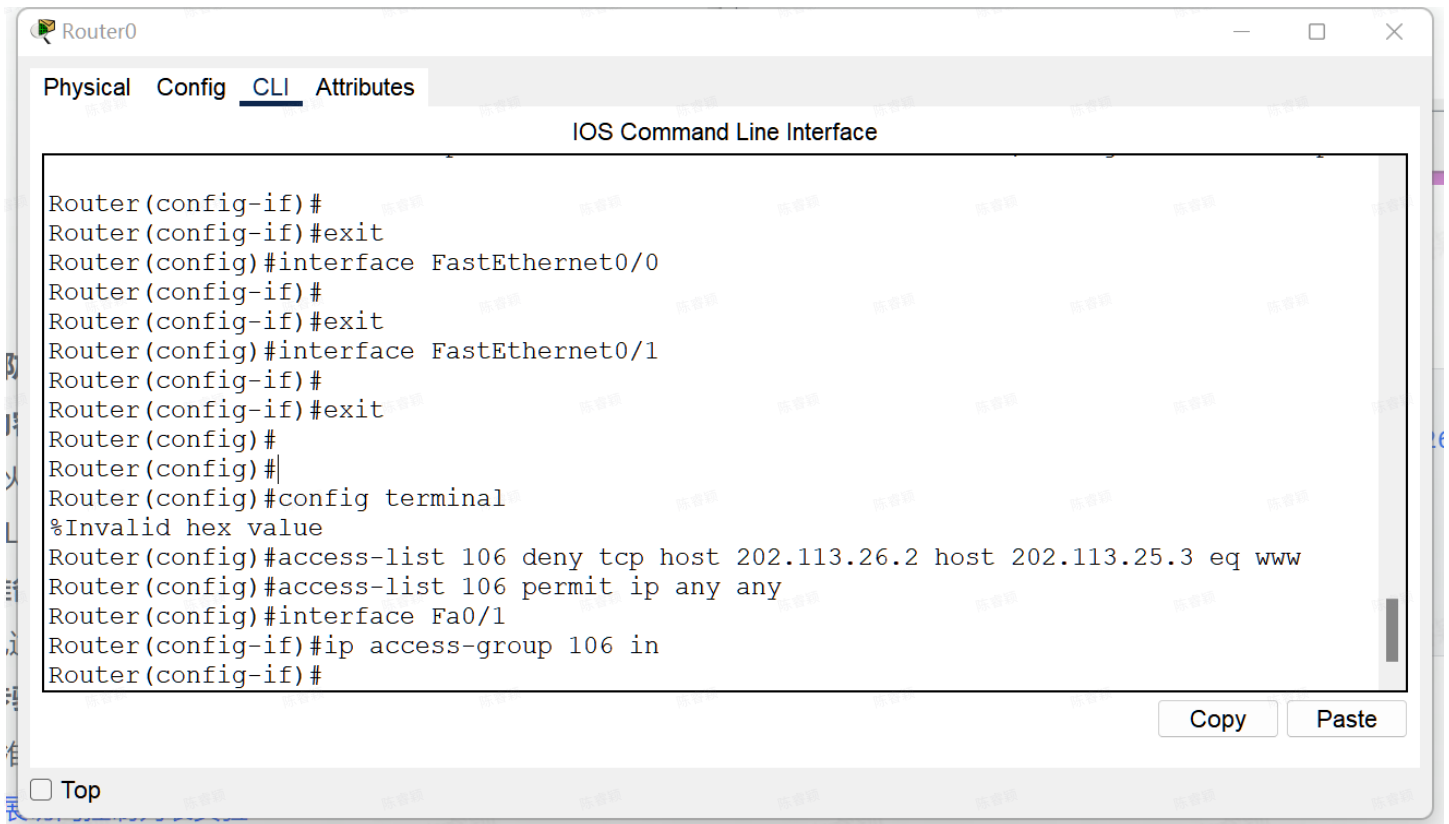 Router0
Physical Config CLI Attributes
IOS Command Line Interface
Router(config-if)#
Router(config-if)#exit
Router(config)#interface FastEthernet0/0
Router(config-if)#
Router(config-if)#exit
Router(config)#interface FastEthernet0/1
Router(config-if)#
Router(config-if)#exit
Router(config)#
Router(config)#
Router(config)#config terminal
%Invalid hex value
Router(config)#access-list 106 deny tcp host 202.113.26.2 host 202.113.25.3 eq www
Router(config)#access-list 106 permit ip any any
Router(config)#interface Fa0/1
Router(config-if)#ip access-group 106 in
Router(config-if)#
Copy Paste
Top